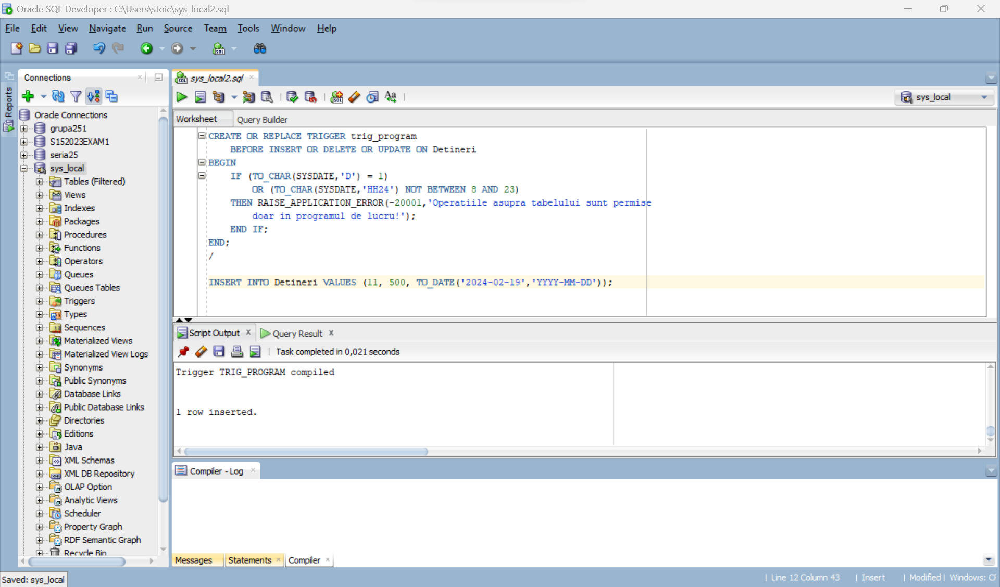 Oracle SQL Developer : C:\Users\stoic\sys_local2.sql
File Edit View Navigate Run Source Team Tools Window Help
Reports
Connections
Oracle Connections
grupa251
S152023EXAM1
seria25
sys_local
Tables (Filtered)
Views
Indexes
Packages
Procedures
Functions
Operators
Queues
Queues Tables
Triggers
Types
Sequences
Materialized Views
Materialized View Logs
Synonyms
Public Synonyms
Database Links
Public Database Links
Directories
Editions
Java
XML Schemas
XML DB Repository
OLAP Option
Analytic Views
Scheduler
Property Graph
RDF Semantic Graph
Recycle Bin
sys_local2.sql
sys_local
Worksheet Query Builder
CREATE OR REPLACE TRIGGER trig_program
BEFORE INSERT OR DELETE OR UPDATE ON Detineri
BEGIN
IF (TO_CHAR(SYSDATE,'D') = 1)
OR (TO_CHAR(SYSDATE,'HH24') NOT BETWEEN 8 AND 23)
THEN RAISE_APPLICATION_ERROR(-20001,'Operatiile asupra tabelului sunt permise
doar in programul de lucru!');
END IF;
END;
/
INSERT INTO Detineri VALUES (11, 500, TO_DATE('2024-02-19','YYYY-MM-DD'));
Script Output Query Result
Task completed in 0,021 seconds
Trigger TRIG_PROGRAM compiled
1 row inserted.
Compiler - Log
Messages Statements Compiler
Saved: sys_local
Line 12 Column 43 | Insert | Modified | Windows: CF